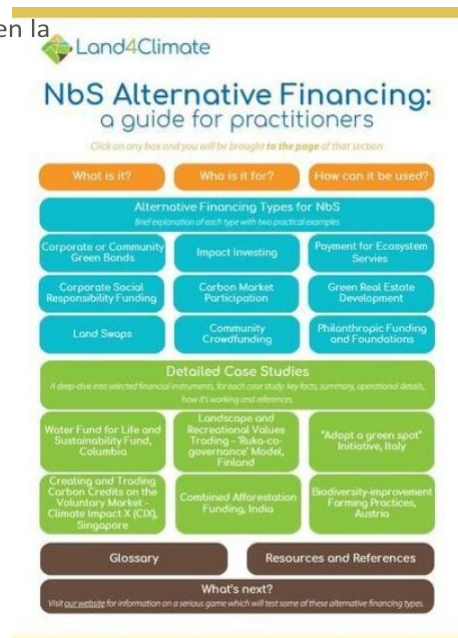 en la
Land4Climate
NbS Alternative Financing:
a guide for practitioners
Click on any box and you will be brought to the page of that section
What is it?
Who is it for?
How can it be used?
Alternative Financing Types for NbS
Brief explanation of each type with two practical examples
Corporate or Community
Green Bonds
Impact Investing
Payment for Ecosystem
Servies
Corporate Social
Responsibility Funding
Carbon Market
Participation
Green Real Estate
Development
Land Swaps
Community
Crowdfunding
Philanthropic Funding
and Foundations
Detailed Case Studies
A deep-dive into selected financial instruments, for each case study: key facts, summary, operational details,
how it's working and references.
Water Fund for Life and
Sustainability Fund,
Columbia
Landscape and
Recreational Values
Trading - 'Ruka-co-
governance' Model,
Finland
"Adopt a green spot"
Initiative, Italy
Creating and Trading
Carbon Credits on the
Voluntary Market -
Climate Impact X (CIX),
Singapore
Combined Afforestation
Funding, India
Biodiversity-improvement
Farming Practices,
Austria
Glossary
Resources and References
What's next?
Visit our website for information on a serious game which will test some of these alternative financing types.